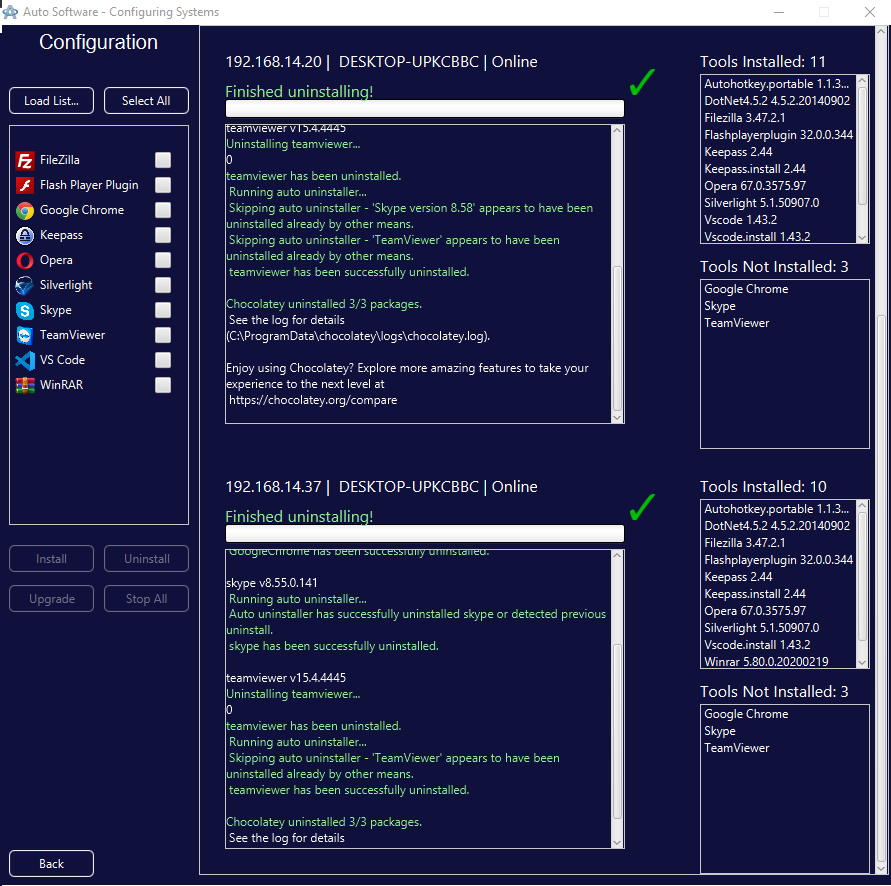 Auto Software - Configuring Systems
Configuration
Load List...
Select All
FileZilla
Flash Player Plugin
Google Chrome
Keepass
Opera
Silverlight
Skype
TeamViewer
VS Code
WinRAR
Install
Uninstall
Upgrade
Stop All
Back
192.168.14.20 | DESKTOP-UPKCBBC | Online
Finished uninstalling!
teamviewer v15.4.4445
Uninstalling teamviewer...
0
teamviewer has been uninstalled.
Running auto uninstaller...
Skipping auto uninstaller - 'Skype version 8.58' appears to have been
uninstalled already by other means.
Skipping auto uninstaller - 'TeamViewer' appears to have been
uninstalled already by other means.
teamviewer has been successfully uninstalled.
Chocolatey uninstalled 3/3 packages.
See the log for details
(C:\ProgramData\chocolatey\logs\chocolatey.log).
Enjoy using Chocolatey? Explore more amazing features to take your
experience to the next level at
https://chocolatey.org/compare
Tools Installed: 11
Autohotkey.portable 1.1.3...
DotNet4.5.2 4.5.2.20140902
Filezilla 3.47.2.1
Flashplayerplugin 32.0.0.344
Keepass 2.44
Keepass.install 2.44
Opera 67.0.3575.97
Silverlight 5.1.50907.0
Vscode 1.43.2
Vscode.install 1.43.2
Tools Not Installed: 3
Google Chrome
Skype
TeamViewer
192.168.14.37 | DESKTOP-UPKCBBC | Online
Finished uninstalling!
GoogleChrome has been successfully uninstalled.
skype v8.55.0.141
Running auto uninstaller...
Auto uninstaller has successfully uninstalled skype or detected previous
uninstall.
skype has been successfully uninstalled.
teamviewer v15.4.4445
Uninstalling teamviewer...
0
teamviewer has been uninstalled.
Running auto uninstaller...
Skipping auto uninstaller - 'TeamViewer' appears to have been
uninstalled already by other means.
teamviewer has been successfully uninstalled.
Chocolatey uninstalled 3/3 packages.
See the log for details
Tools Installed: 10
Autohotkey.portable 1.1.3...
DotNet4.5.2 4.5.2.20140902
Filezilla 3.47.2.1
Flashplayerplugin 32.0.0.344
Keepass 2.44
Keepass.install 2.44
Opera 67.0.3575.97
Silverlight 5.1.50907.0
Vscode.install 1.43.2
Winrar 5.80.0.20200219
Tools Not Installed: 3
Google Chrome
Skype
TeamViewer